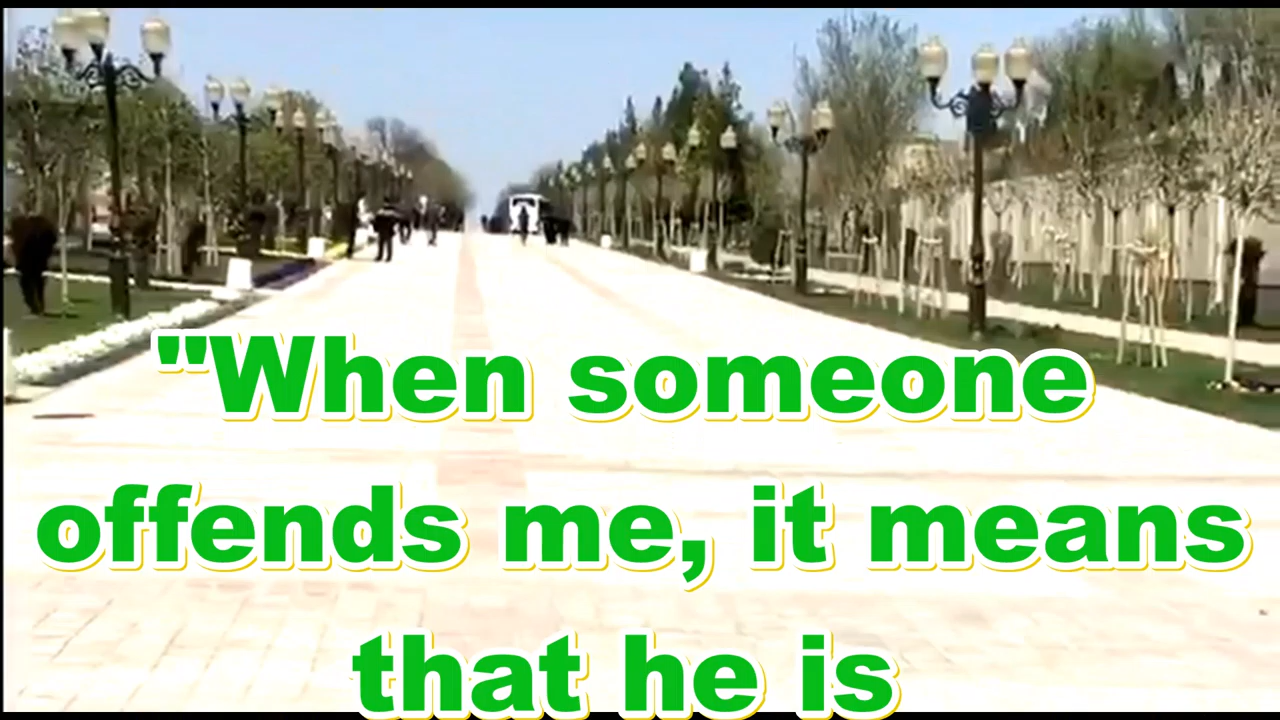 "When someone
offends me, it means
that he is